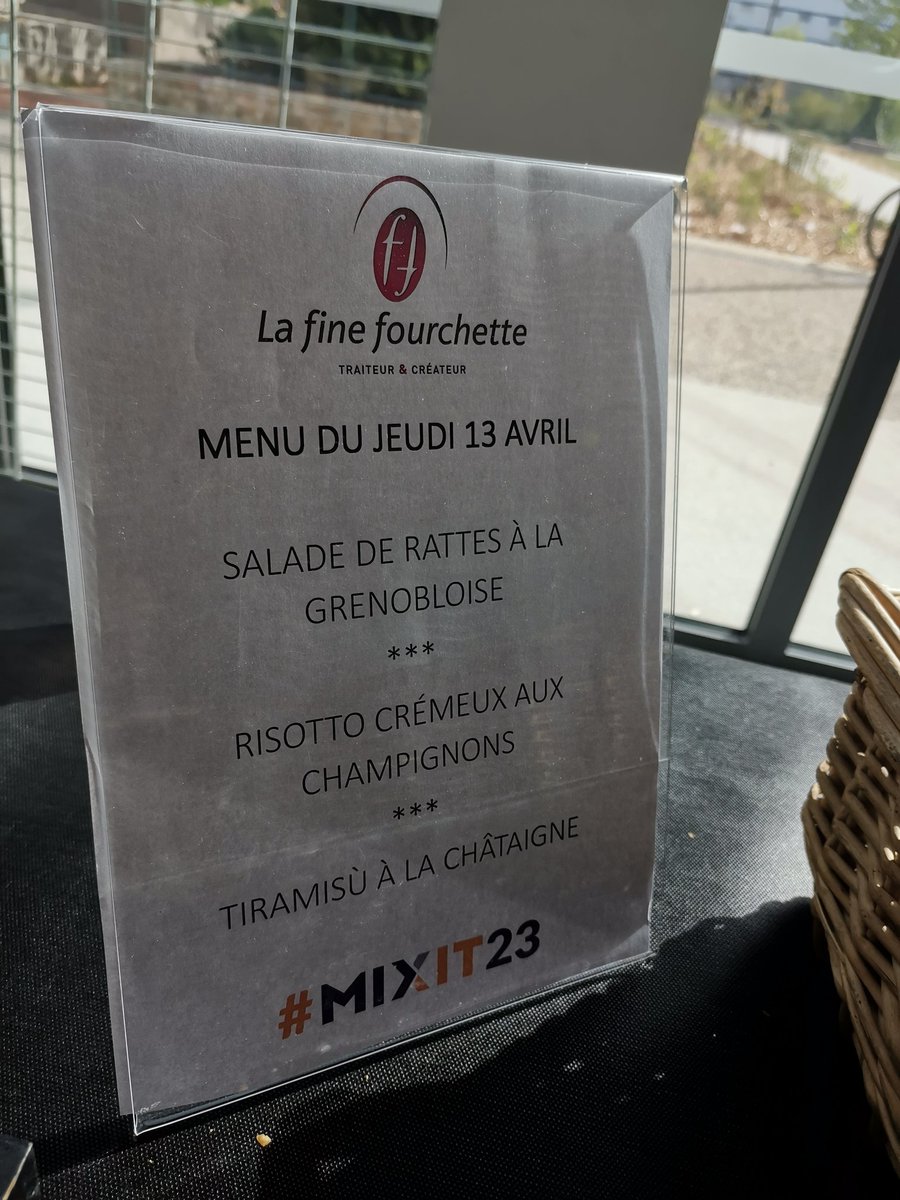 ff
La fine fourchette
TRAITEUR & CRÉATEUR
MENU DU JEUDI 13 AVRIL
SALADE DE RATTES À LA
GRENOBLOISE
***
RISOTTO CRÉMEUX AUX
CHAMPIGNONS
***
TIRAMISÙ À LA CHÂTAIGNE
#MIXIT23